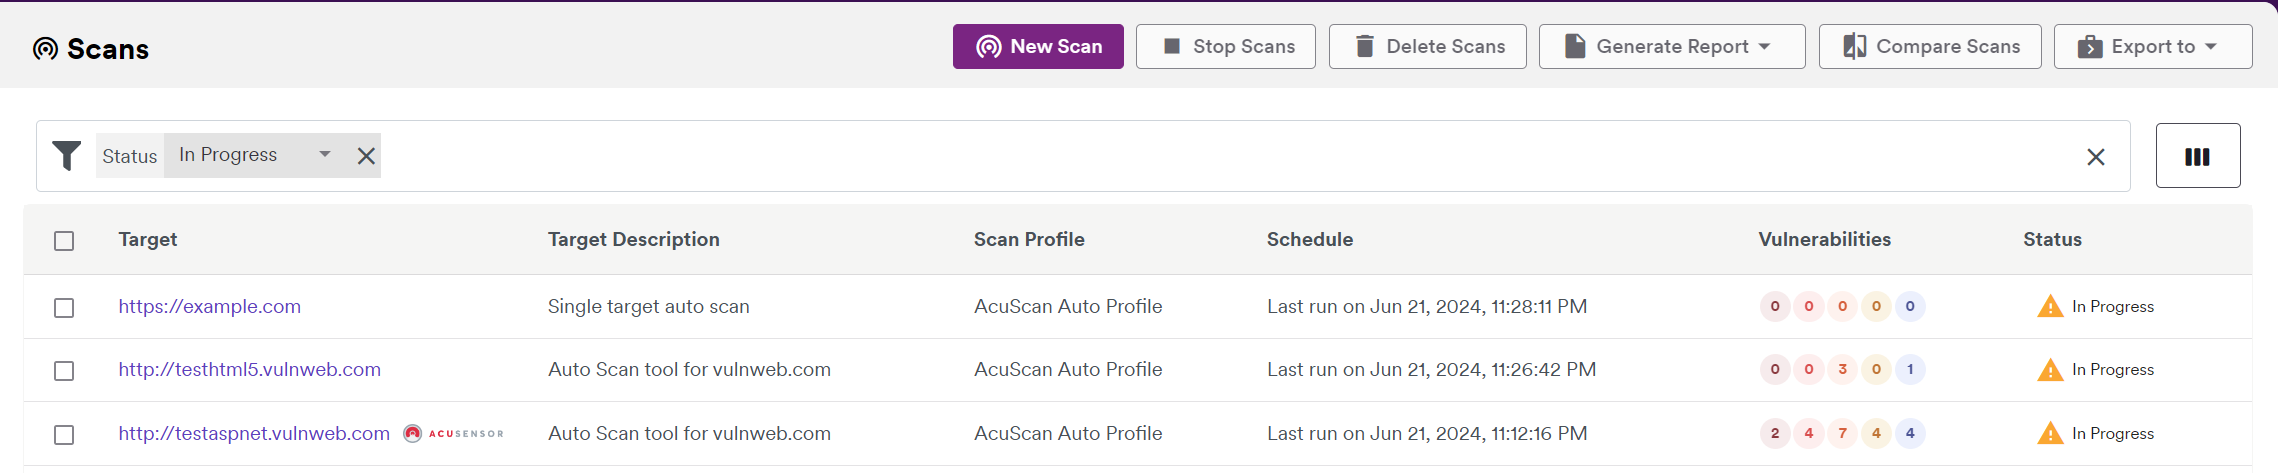 Scans New Scan Stop Scans Delete Scans Generate Report Compare Scans Export to
Status In Progress
Target Target Description Scan Profile Schedule Vulnerabilities Status
https://example.com Single target auto scan AcuScan Auto Profile Last run on Jun 21, 2024, 11:28:11 PM 0 0 0 0 0 In Progress
http://testhtml5.vulnweb.com Auto Scan tool for vulnweb.com AcuScan Auto Profile Last run on Jun 21, 2024, 11:26:42 PM 0 0 3 0 1 In Progress
http://testaspnet.vulnweb.com ACUSENSOR Auto Scan tool for vulnweb.com AcuScan Auto Profile Last run on Jun 21, 2024, 11:12:16 PM 2 4 7 4 4 In Progress